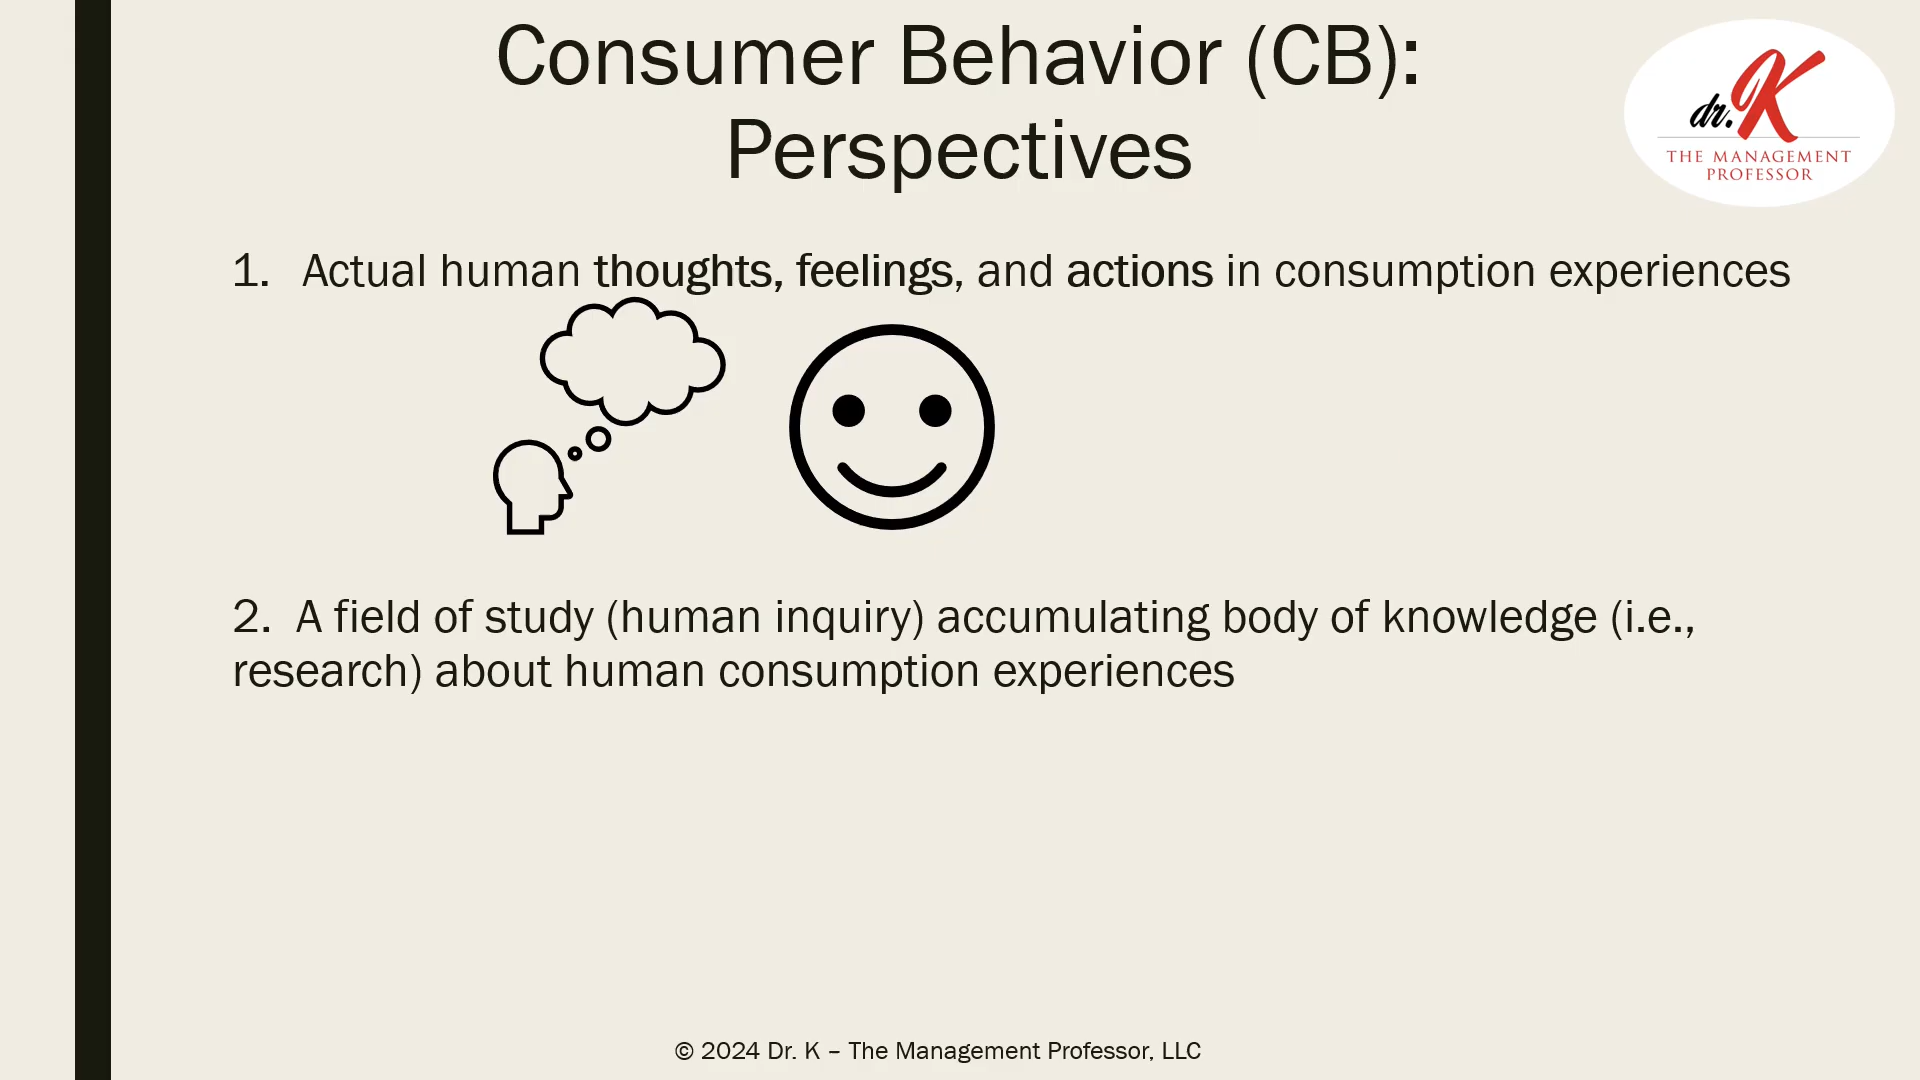 Consumer Behavior (CB):
Perspectives
dr. K
THE MANAGEMENT
PROFESSOR
1. Actual human thoughts, feelings, and actions in consumption experiences
2. A field of study (human inquiry) accumulating body of knowledge (i.e.,
research) about human consumption experiences
© 2024 Dr. K – The Management Professor, LLC